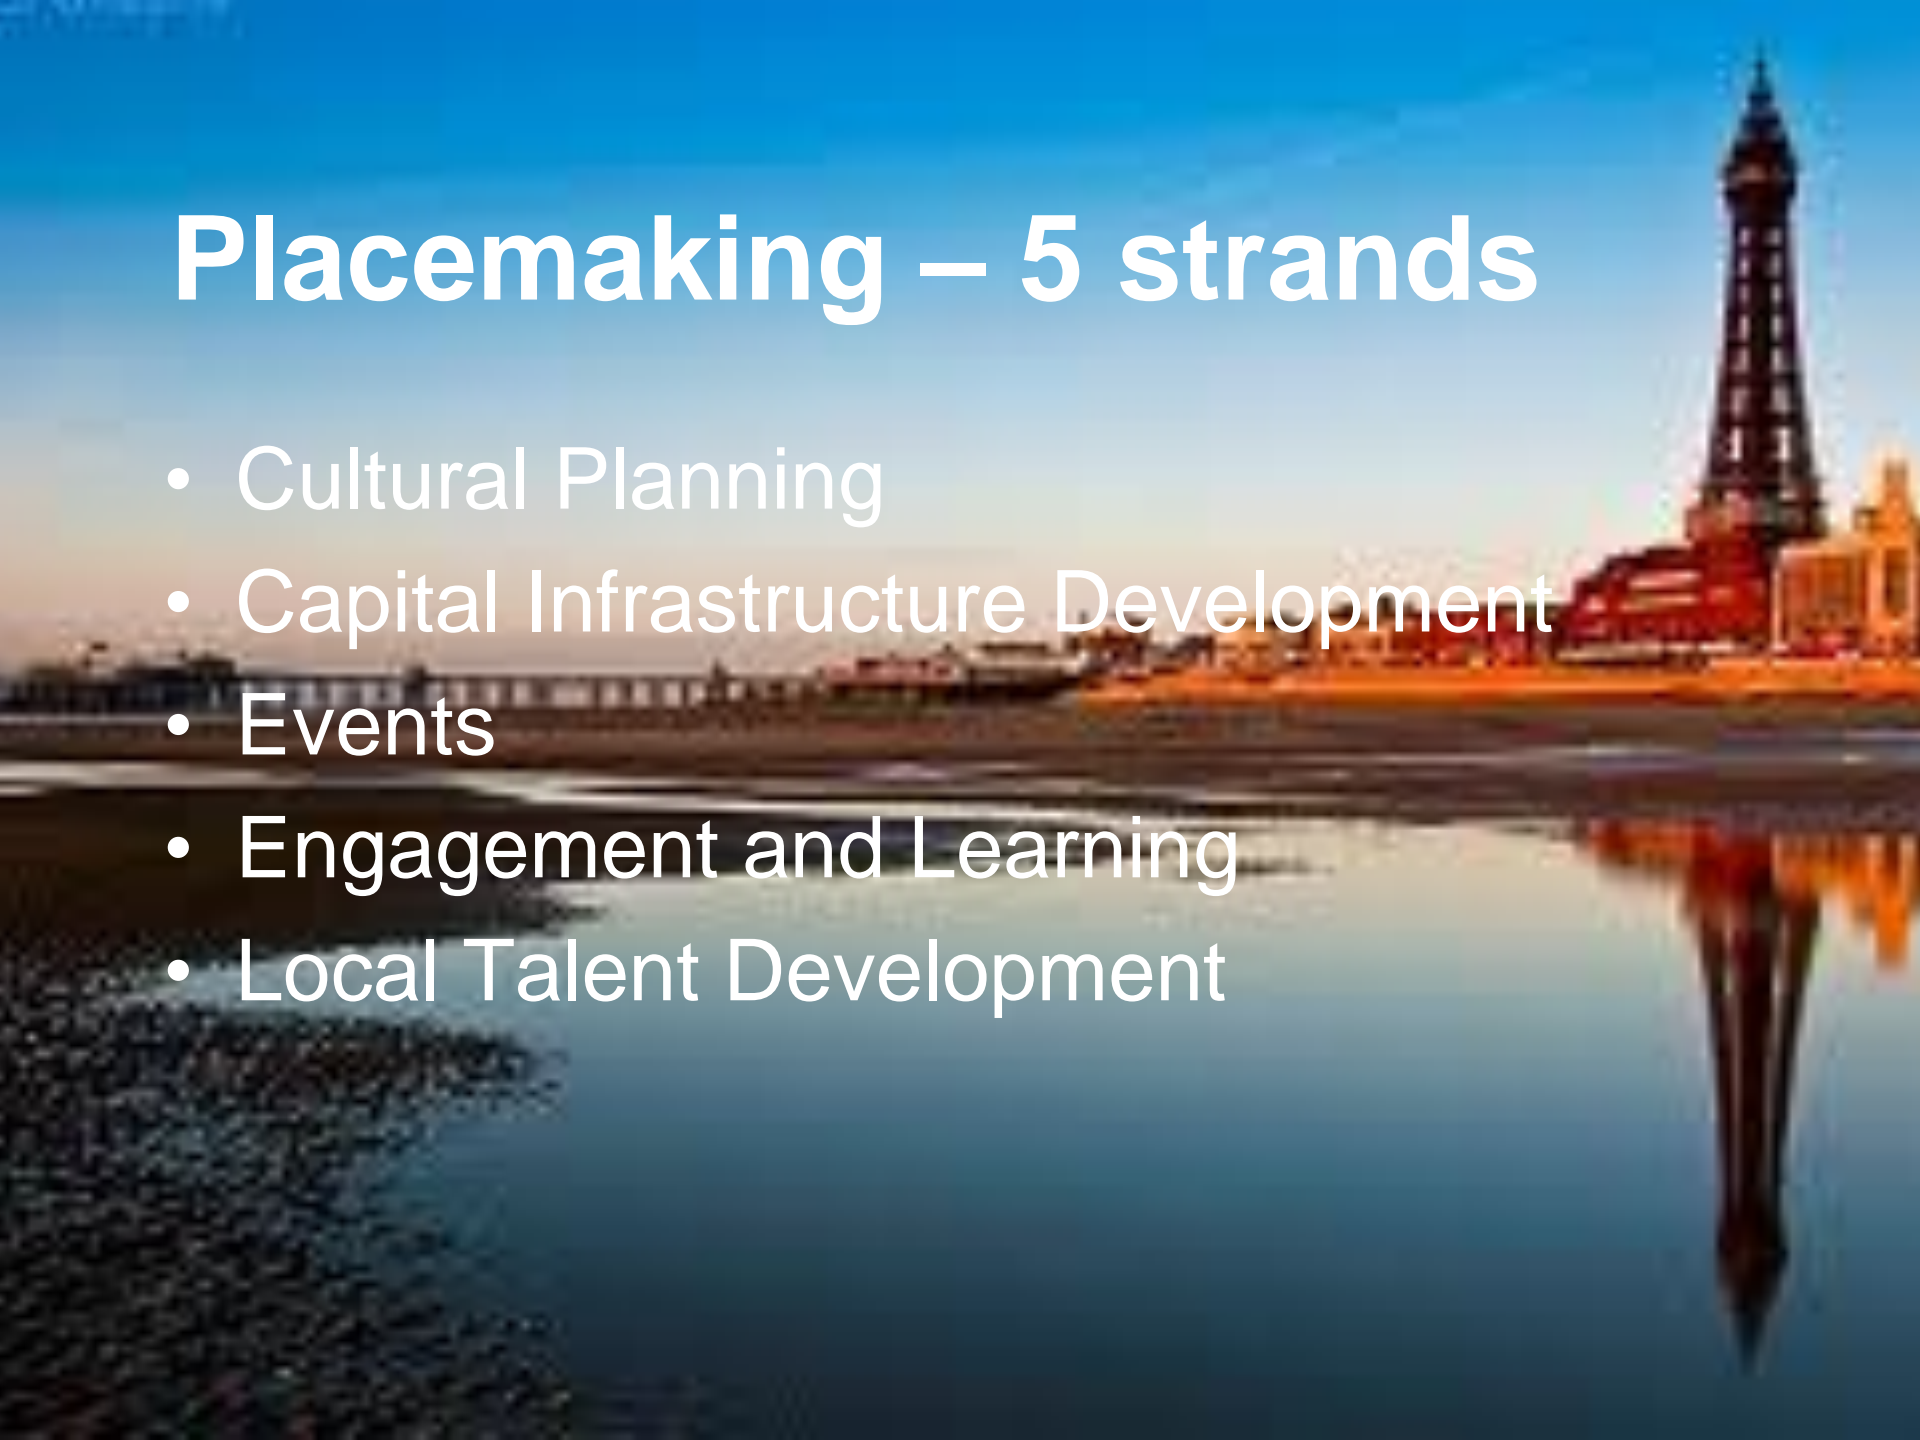 Placemaking – 5 strands
• Cultural Planning
• Capital Infrastructure Development
• Events
• Engagement and Learning
• Local Talent Development